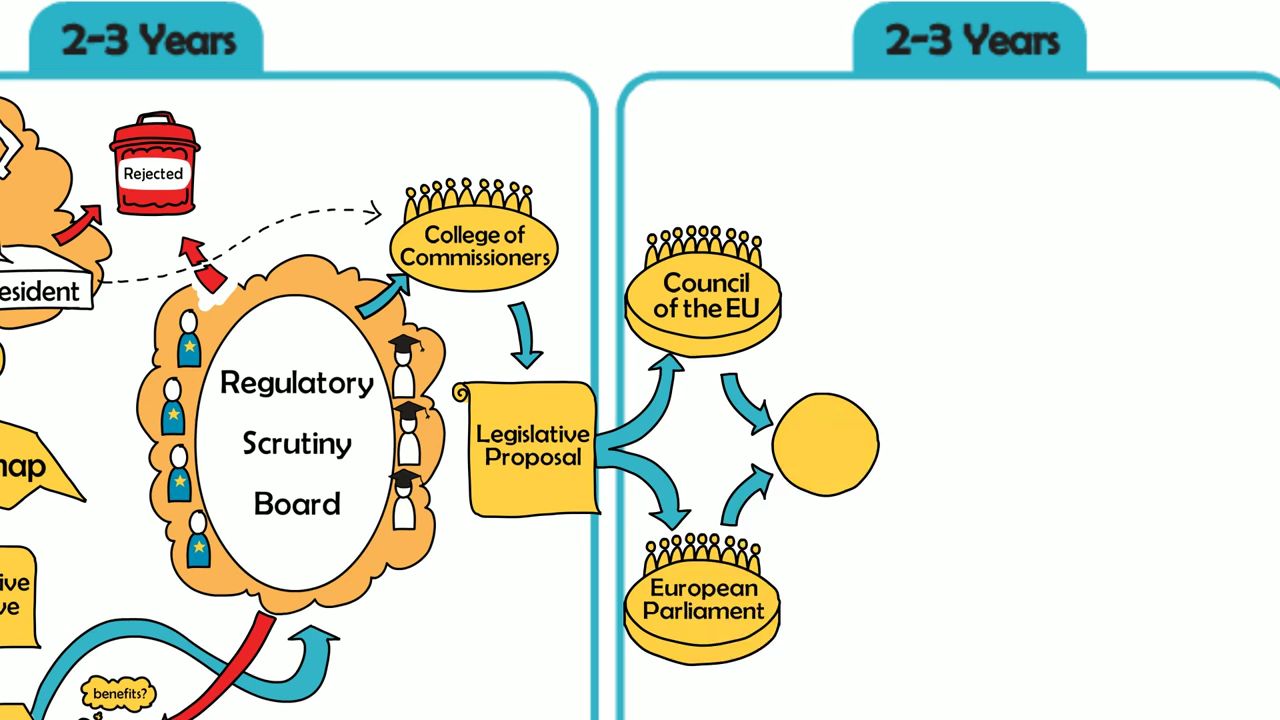 2-3 Years
2-3 Years
Rejected
College of
Commissioners
Council
of the EU
esident
Regulatory
Scrutiny
Board
Legislative
Proposal
nap
ive
ve
European
Parliament
benefits?